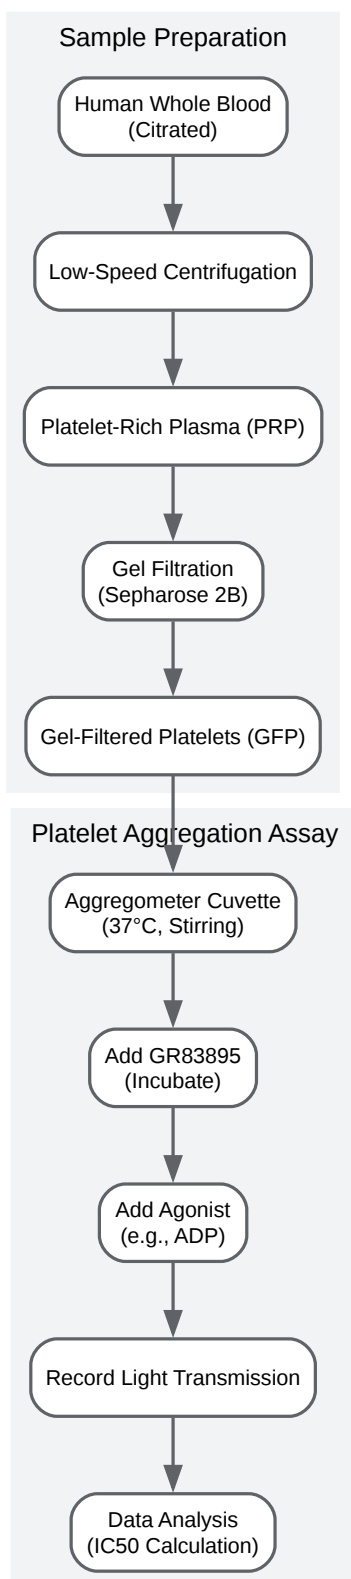 Sample Preparation
Human Whole Blood
(Citrated)
Low-Speed Centrifugation
Platelet-Rich Plasma (PRP)
Gel Filtration
(Sepharose 2B)
Gel-Filtered Platelets (GFP)
Platelet Aggregation Assay
Aggregometer Cuvette
(37°C, Stirring)
Add GR83895
(Incubate)
Add Agonist
(e.g., ADP)
Record Light Transmission
Data Analysis
(IC50 Calculation)